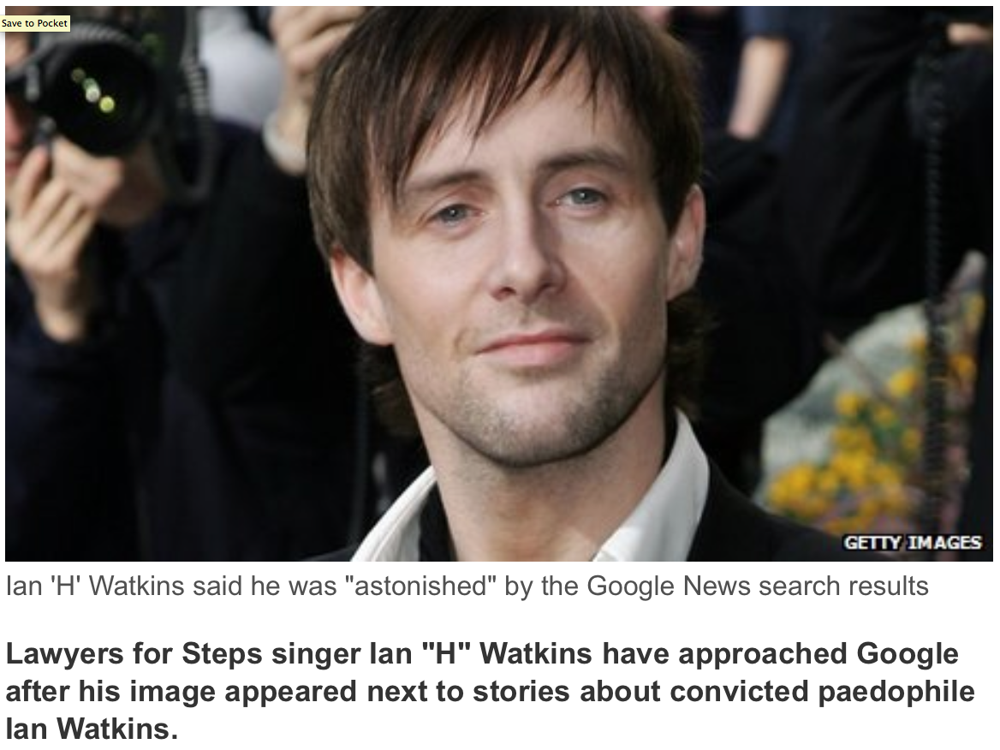 Save to Pocket
GETTY IMAGES
Ian 'H' Watkins said he was "astonished" by the Google News search results
Lawyers for Steps singer Ian "H" Watkins have approached Google
after his image appeared next to stories about convicted paedophile
Ian Watkins.